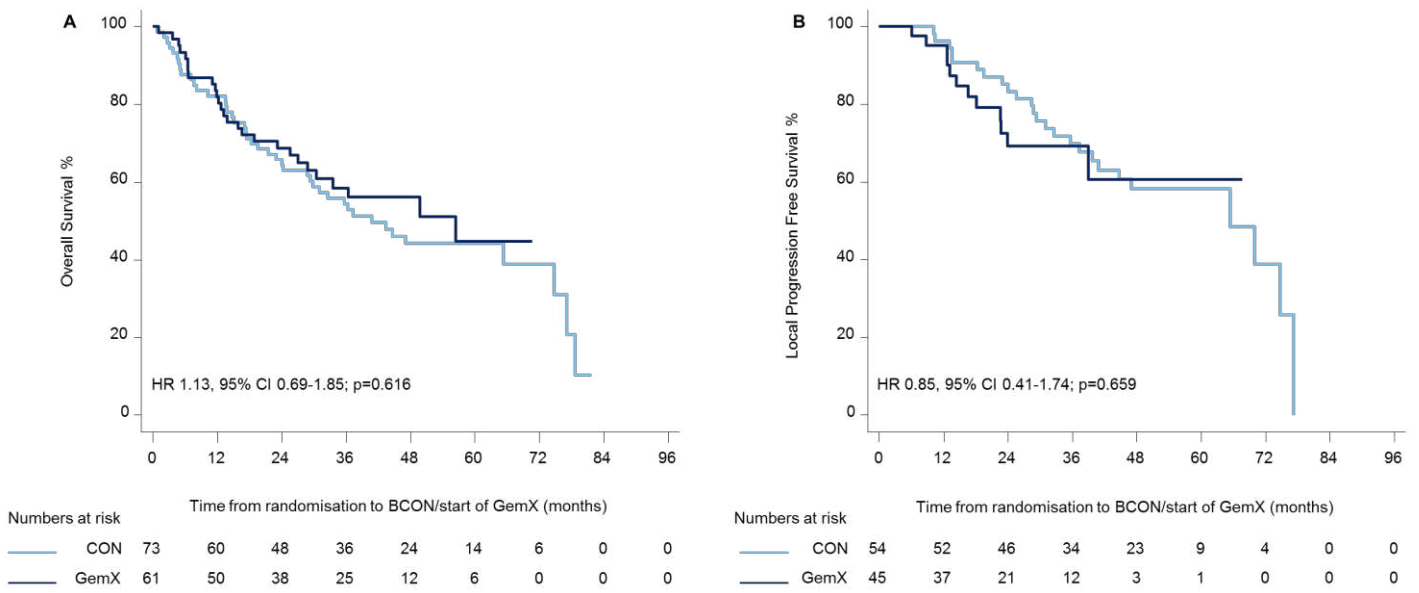 A
100
80
60
40
20
0
Overall Survival %
HR 1.13, 95% CI 0.69-1.85; p=0.616
0 12 24 36 48 60 72 84 96
Time from randomisation to BCON/start of GemX (months)
Numbers at risk
CON 73 60 48 36 24 14 6 0 0
GemX 61 50 38 25 12 6 0 0 0
B
100
80
60
40
20
0
Local Progression Free Survival %
HR 0.85, 95% CI 0.41-1.74; p=0.659
0 12 24 36 48 60 72 84 96
Time from randomisation to BCON/start of GemX (months)
Numbers at risk
CON 54 52 46 34 23 9 4 0 0
GemX 45 37 21 12 3 1 0 0 0